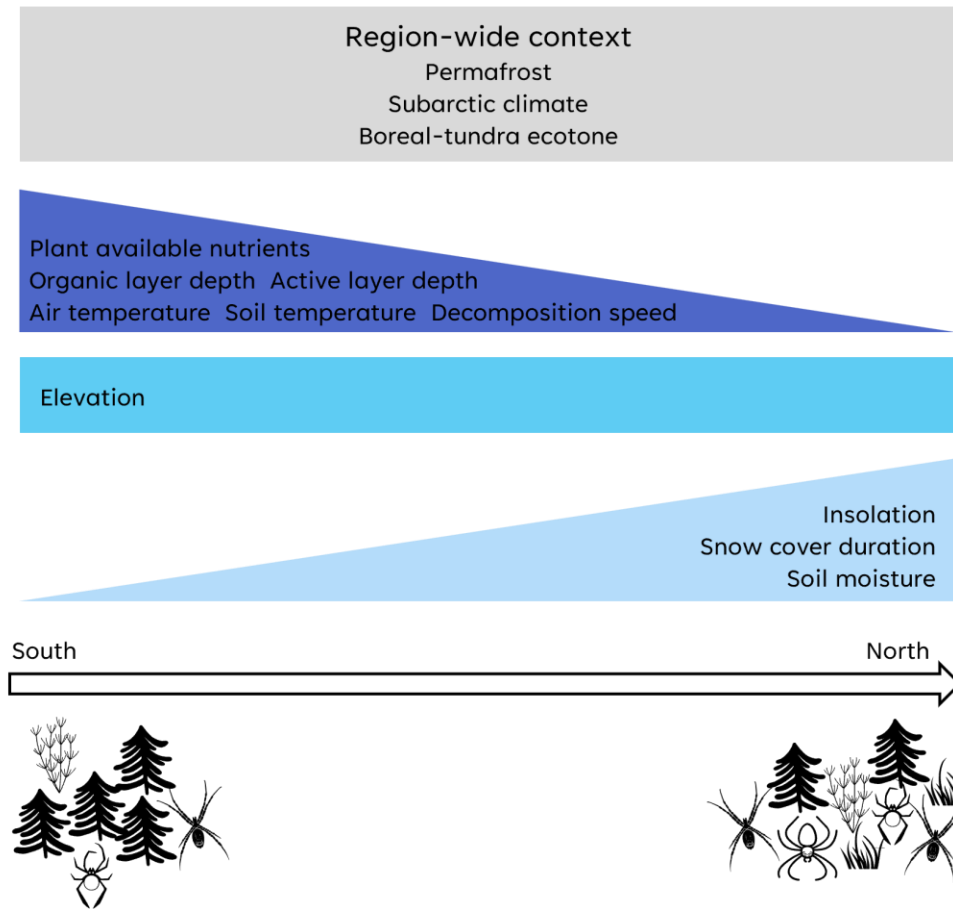 Region-wide context
Permafrost
Subarctic climate
Boreal-tundra ecotone
Plant available nutrients
Organic layer depth Active layer depth
Air temperature Soil temperature Decomposition speed
Elevation
Insolation
Snow cover duration
Soil moisture
South North